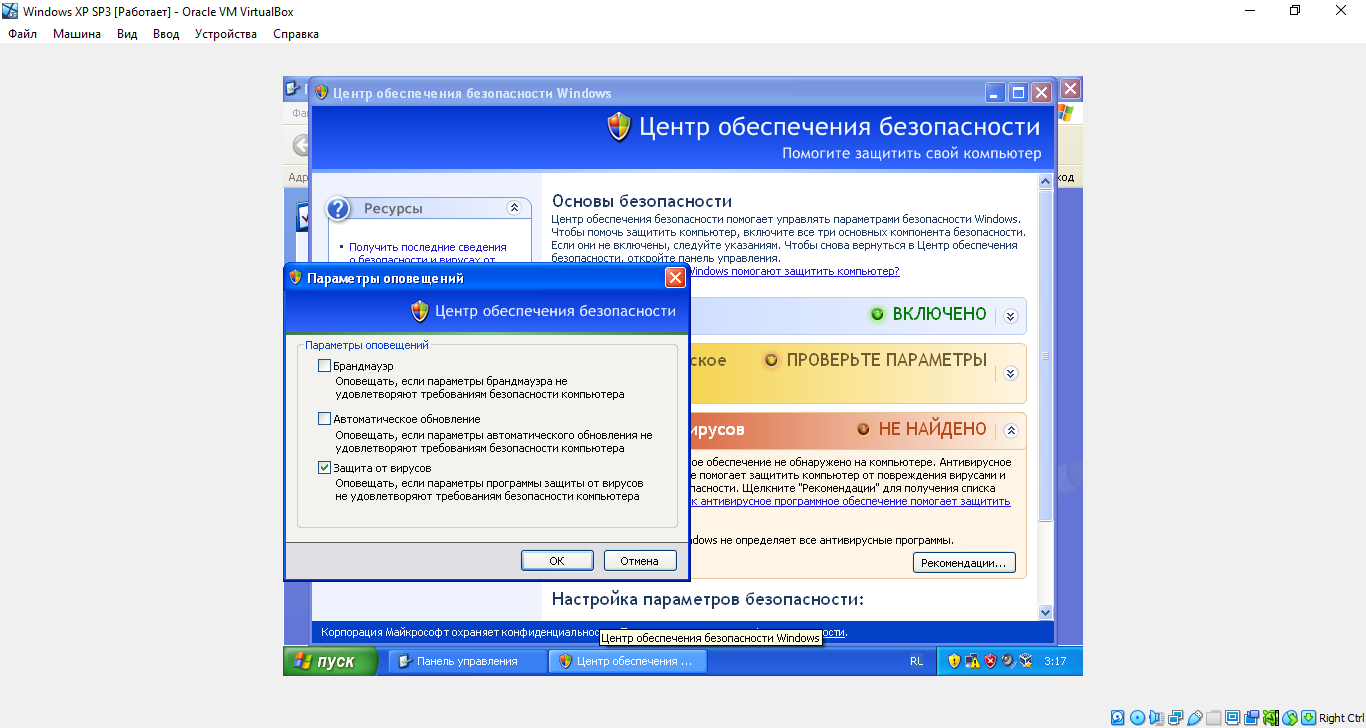 Windows XP SP3 [Работает] - Oracle VM VirtualBox
Файл Машина Вид Ввод Устройства Справка
Центр обеспечения безопасности Windows
Центр обеспечения безопасности
Помогите защитить свой компьютер
Ресурсы
Получить последние сведения
о безопасности и вирусах от
Основы безопасности
Центр обеспечения безопасности помогает управлять параметрами безопасности Windows.
Чтобы помочь защитить компьютер, включите все три основных компонента безопасности.
Если они не включены, следуйте указаниям. Чтобы снова вернуться в Центр обеспечения
безопасности, откройте панель управления.
Windows помогают защитить компьютер?
ВКЛЮЧЕНО
ское
ПРОВЕРЬТЕ ПАРАМЕТРЫ
ирусов
НЕ НАЙДЕНО
ое обеспечение не обнаружено на компьютере. Антивирусное
е помогает защитить компьютер от повреждения вирусами и
пасности. Щелкните "Рекомендации" для получения списка
к антивирусное программное обеспечение помогает защитить
dows не определяет все антивирусные программы.
Рекомендации...
Настройка параметров безопасности:
Параметры оповещений
Центр обеспечения безопасности
Параметры оповещений
Брандмауэр
Оповещать, если параметры брандмауэра не
удовлетворяют требованиям безопасности компьютера
Автоматическое обновление
Оповещать, если параметры автоматического обновления не
удовлетворяют требованиям безопасности компьютера
Защита от вирусов
Оповещать, если параметры программы защиты от вирусов
не удовлетворяют требованиям безопасности компьютера
ОК
Отмена
Корпорация Майкрософт охраняет конфиденциальнос
ости.
Центр обеспечения безопасности Windows
пуск
Панель управления
Центр обеспечения ...
RL
3:17
Фа
Адр
ход
Right Ctrl